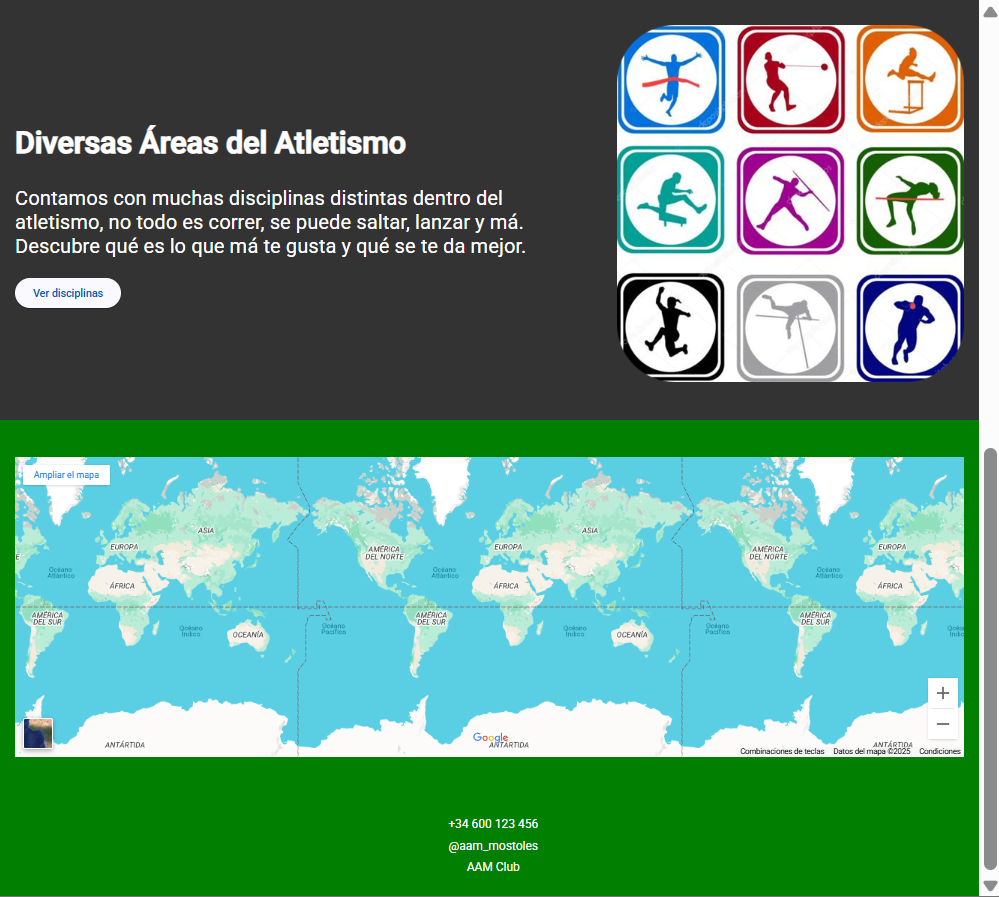 Diversas Áreas del Atletismo
Contamos con muchas disciplinas distintas dentro del
atletismo, no todo es correr, se puede saltar, lanzar y má.
Descubre qué es lo que má te gusta y qué se te da mejor.
Ver disciplinas
Ampliar el mapa
ASIA
EUROPA
AMÉRICA
DEL NORTE
Océano
Atlántico
ÁFRICA
AMÉRICA
DEL SUR
Océano
Índico
OCEANÍA
Océano
Pacífico
ASIA
EUROPA
AMÉRICA
DEL NORTE
EUROPA
Océano
Atlántico
ÁFRICA
Océano
Atlántico
ÁFRICA
AMÉRICA
DEL SUR
Océano
Índico
OCEANÍA
Océano
Pacífico
AMÉRICA
DEL SUR
ANTÁRTIDA
Google
ANTÁRTIDA
ANTÁRTIDA
Combinaciones de teclas
Datos del mapa ©2025
Condiciones
+34 600 123 456
@aam_mostoles
AAM Club